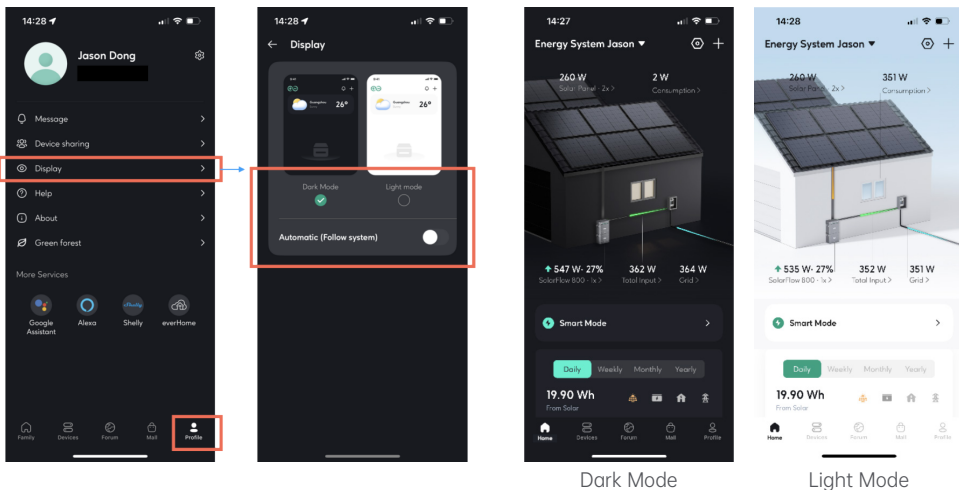 14:28
Jason Dong
Message
Device sharing
Display
Help
About
Green forest
More Services
Google Assistant
Alexa
Shelly
everHome
Family
Devices
Forum
Mall
Profile
14:28
Display
26°
26°
Dark Mode
Light mode
Automatic (Follow system)
14:27
Energy System Jason
260 W
Solar Panel · 2x >
2 W
Consumption >
547 W· 27%
SolarFlow 800 · 1x >
362 W
Total Input >
364 W
Grid >
Smart Mode
Daily Weekly Monthly Yearly
19.90 Wh
From Solar
Home Devices Forum Mall Profile
Dark Mode
14:28
Energy System Jason
260 W
Solar Panel · 2x >
351 W
Consumption >
535 W· 27%
SolarFlow 800 · 1x >
352 W
Total Input >
351 W
Grid >
Smart Mode
Daily Weekly Monthly Yearly
19.90 Wh
From Solar
Home Devices Forum Mall Profile
Light Mode